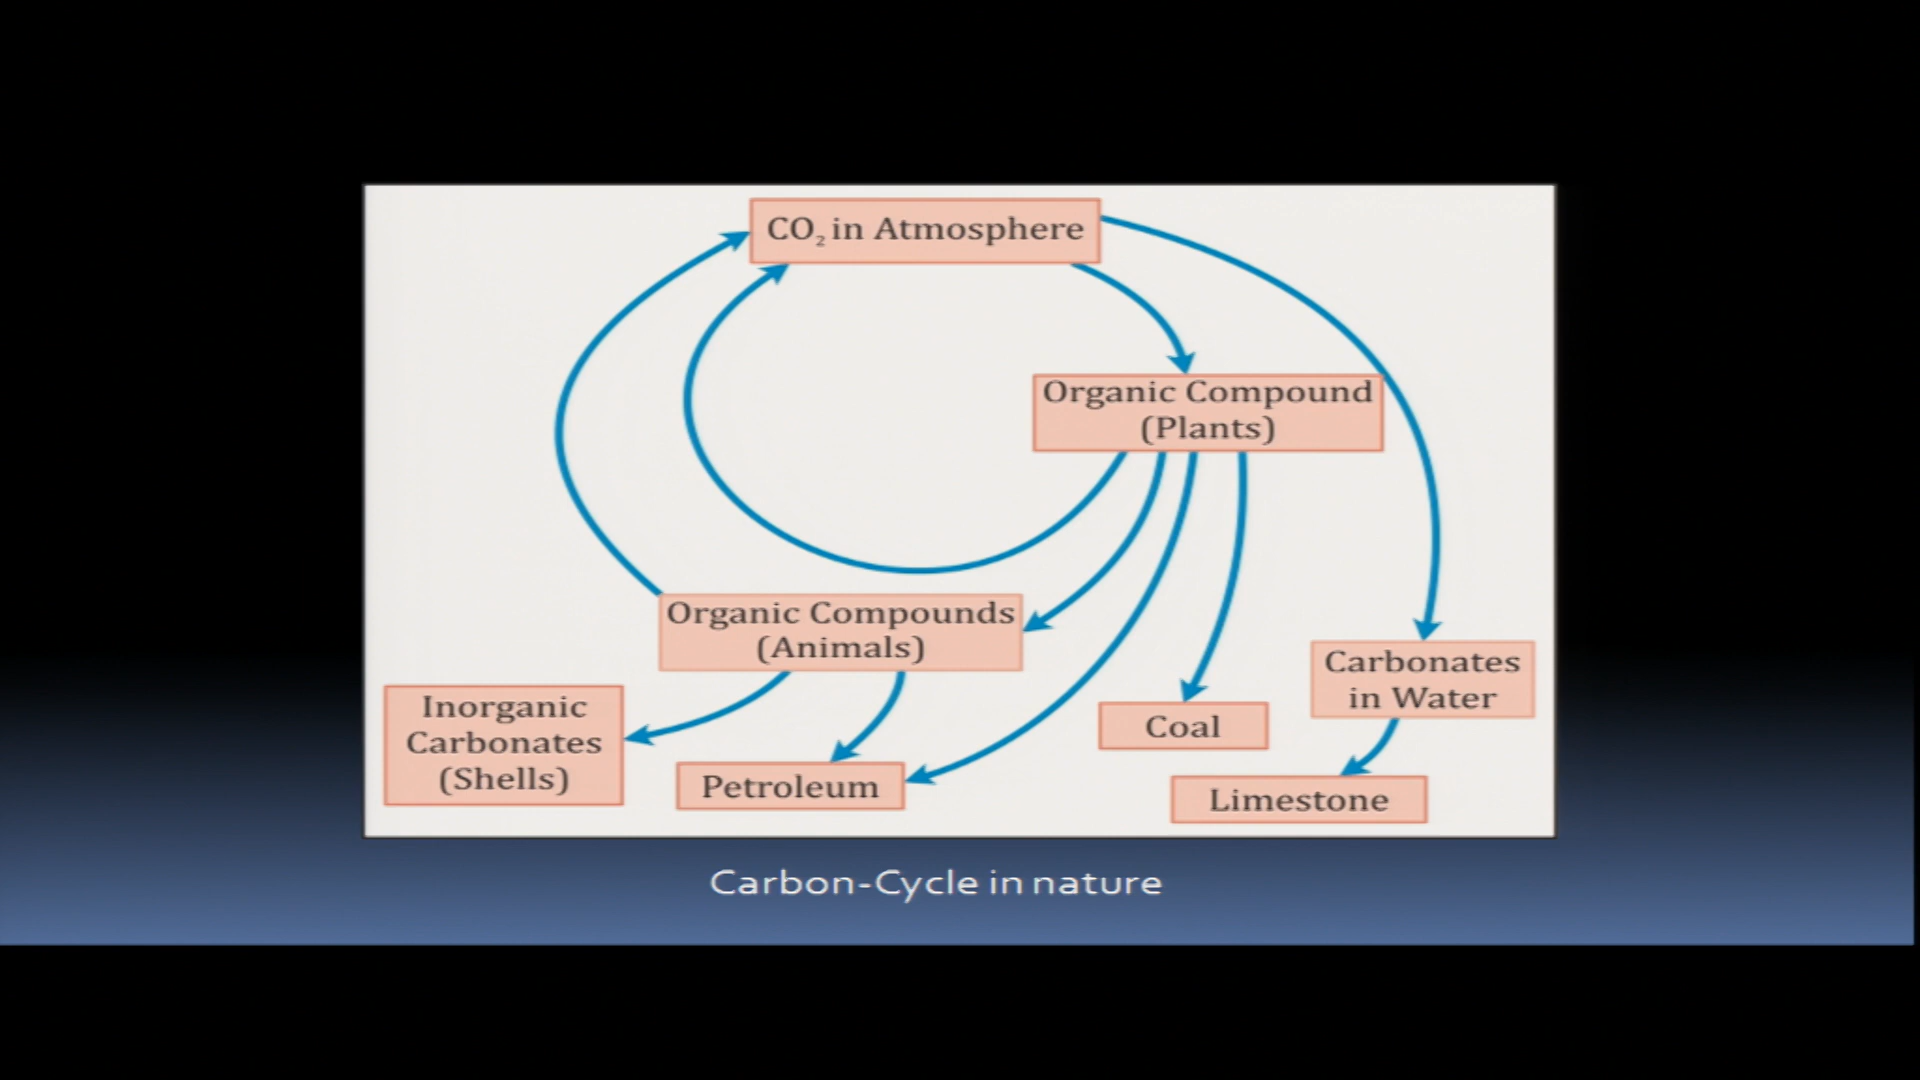 CO₂ in Atmosphere
Organic Compound
(Plants)
Organic Compounds
(Animals)
Carbonates
in Water
Inorganic
Carbonates
(Shells)
Coal
Petroleum
Limestone
Carbon-Cycle in nature